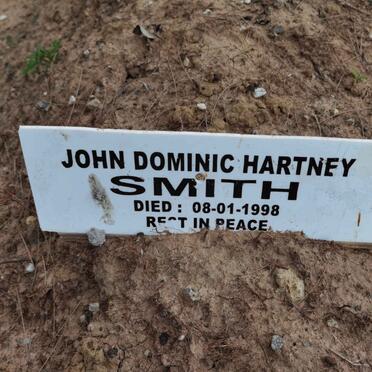 JOHN DOMINIC HARTNEY
SMITH
DIED : 08-01-1998
REST IN PEACE